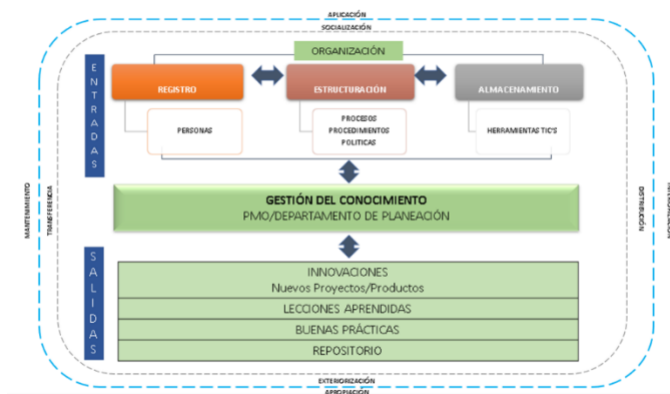 APLICACIÓN
SOCIALIZACIÓN
ORGANIZACIÓN
ENTRADAS
REGISTRO
ESTRUCTURACIÓN
ALMACENAMIENTO
PERSONAS
PROCESOS
PROCEDIMIENTOS
POLITICAS
HERRAMIENTAS TIC'S
MANTENIMIENTO
TRANSFERENCIA
GESTIÓN DEL CONOCIMIENTO
PMO/DEPARTAMENTO DE PLANEACIÓN
DISTRIBUCIÓN
SALIDAS
INNOVACIONES
Nuevos Proyectos/Productos
LECCIONES APRENDIDAS
BUENAS PRÁCTICAS
REPOSITORIO
EXTERIORIZACIÓN
APROPIACIÓN